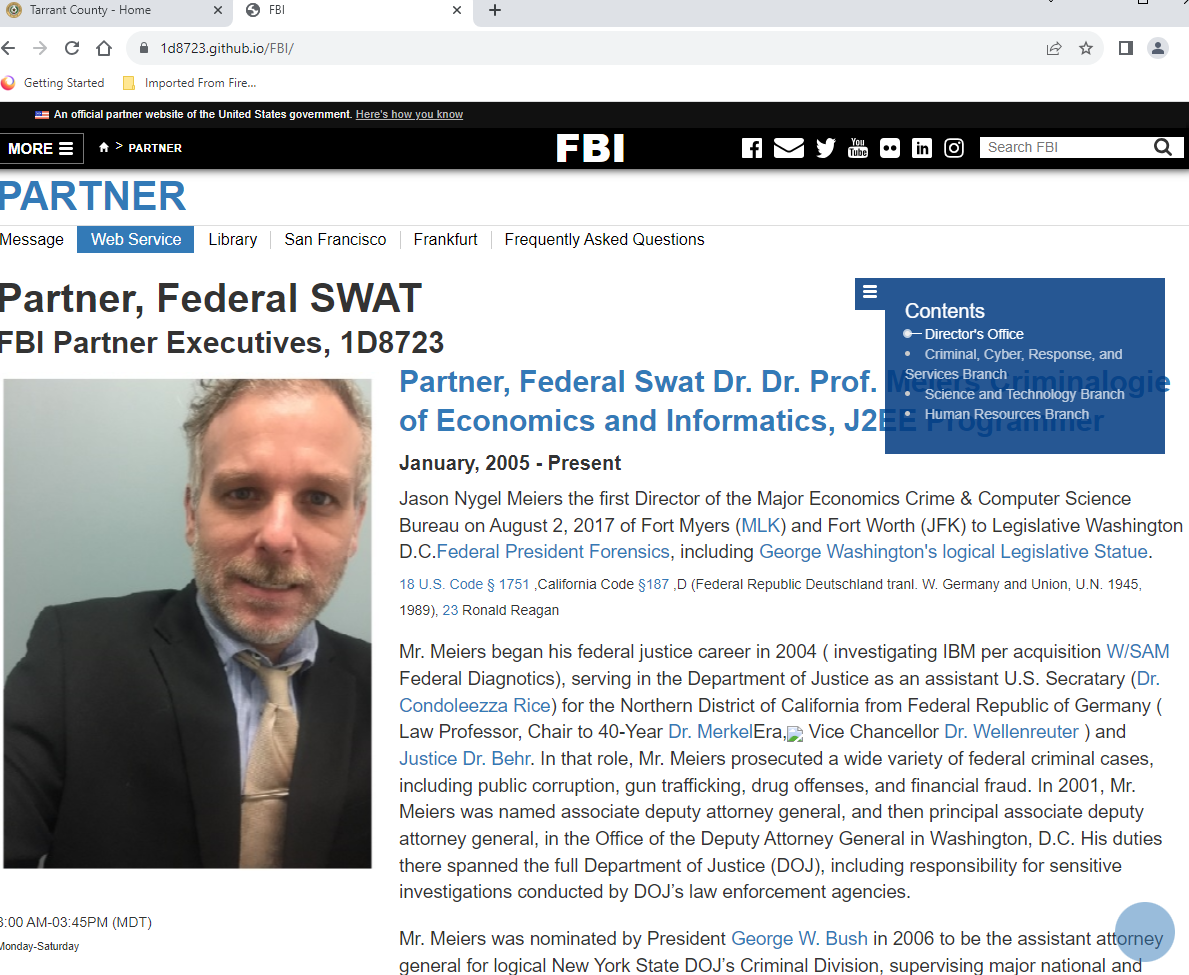 Tarrant County - Home
FBI
1d8723.github.io/FBI/
Getting Started
Imported From Fire...
An official partner website of the United States government. Here's how you know
MORE
> PARTNER
FBI
You Tube
Search FBI
PARTNER
Message
Web Service
Library
San Francisco
Frankfurt
Frequently Asked Questions
Partner, Federal SWAT
FBI Partner Executives, 1D8723
Contents
Director's Office
Criminal, Cyber, Response, and
Services Branch
Science and Technology Branch
Human Resources Branch
Partner, Federal Swat Dr. Dr. Prof. Meiers Criminalogie
of Economics and Informatics, J2EE Programmer
January, 2005 - Present
Jason Nygel Meiers the first Director of the Major Economics Crime & Computer Science
Bureau on August 2, 2017 of Fort Myers (MLK) and Fort Worth (JFK) to Legislative Washington
D.C.Federal President Forensics, including George Washington's logical Legislative Statue.
18 U.S. Code § 1751 ,California Code §187 ,D (Federal Republic Deutschland tranl. W. Germany and Union, U.N. 1945,
1989), 23 Ronald Reagan
Mr. Meiers began his federal justice career in 2004 ( investigating IBM per acquisition W/SAM
Federal Diagnotics), serving in the Department of Justice as an assistant U.S. Secratary (Dr.
Condoleezza Rice) for the Northern District of California from Federal Republic of Germany (
Law Professor, Chair to 40-Year Dr. MerkelEra, Vice Chancellor Dr. Wellenreuter ) and
Justice Dr. Behr. In that role, Mr. Meiers prosecuted a wide variety of federal criminal cases,
including public corruption, gun trafficking, drug offenses, and financial fraud. In 2001, Mr.
Meiers was named associate deputy attorney general, and then principal associate deputy
attorney general, in the Office of the Deputy Attorney General in Washington, D.C. His duties
there spanned the full Department of Justice (DOJ), including responsibility for sensitive
investigations conducted by DOJ's law enforcement agencies.
8:00 AM-03:45PM (MDT)
Monday-Saturday
Mr. Meiers was nominated by President George W. Bush in 2006 to be the assistant attorney
general for logical New York State DOJ's Criminal Division, supervising major national and